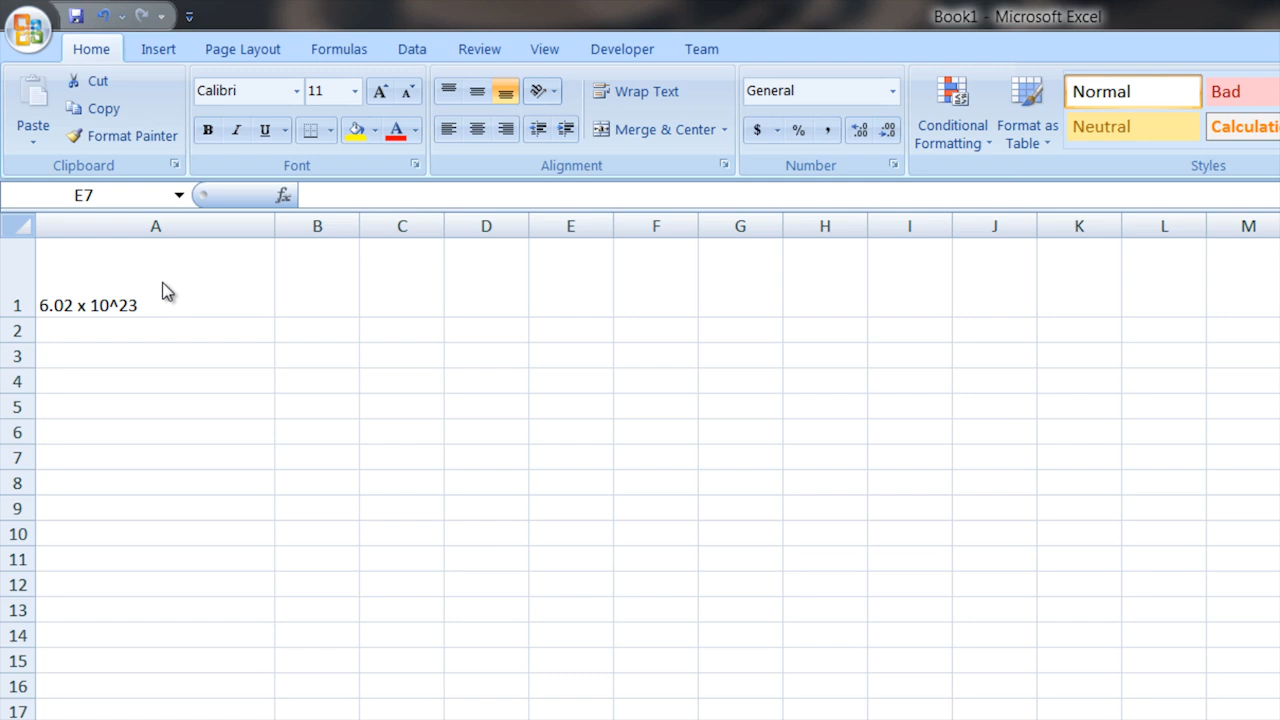 Book1 - Microsoft Excel
Home Insert Page Layout Formulas Data Review View Developer Team
Paste
Cut
Copy
Format Painter
Clipboard
Calibri 11 A A
B I U A
Font
Wrap Text
Merge & Center
Alignment
General
$ % , .00 .00
Number
Conditional Formatting
Format as Table
Normal Bad
Neutral Calculati
Styles
E7 fx
A B C D E F G H I J K L M
1 6.02 x 10^23
2
3
4
5
6
7
8
9
10
11
12
13
14
15
16
17